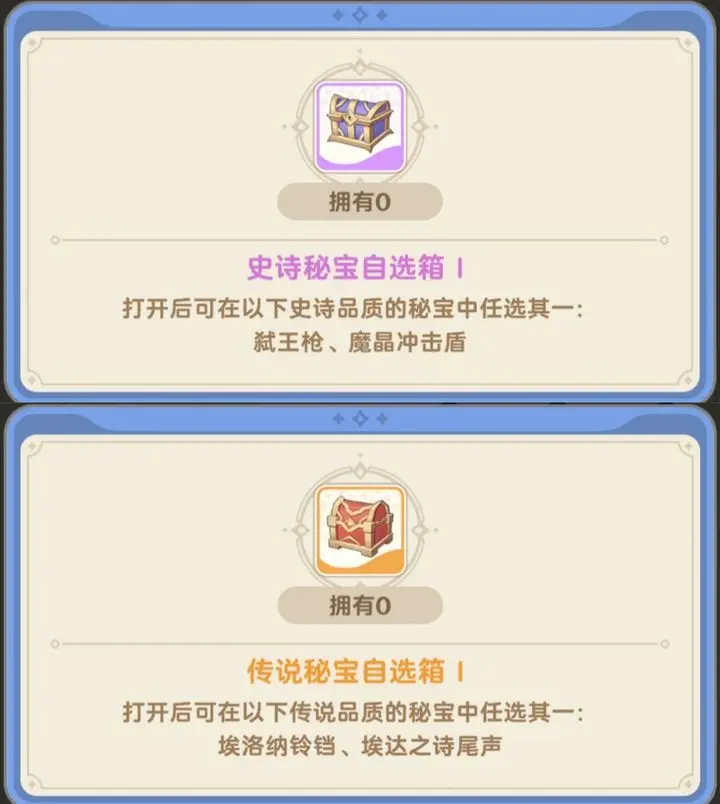 拥有0
史诗秘宝自选箱 I
打开后可在以下史诗品质的秘宝中任选其一:
弑王枪、魔晶冲击盾
拥有0
传说秘宝自选箱 I
打开后可在以下传说品质的秘宝中任选其一:
埃洛纳铃铛、埃达之诗尾声